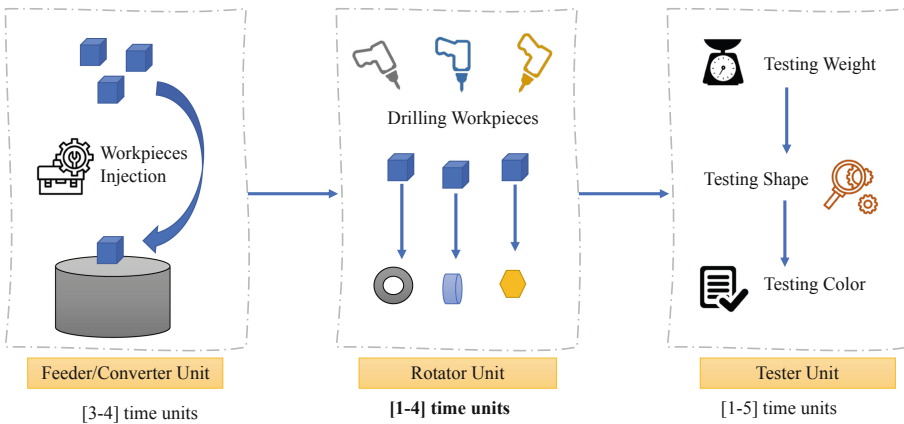 Workpieces
Injection
Feeder/Converter Unit
[3-4] time units
Drilling Workpieces
Rotator Unit
[1-4] time units
Testing Weight
Testing Shape
Testing Color
Tester Unit
[1-5] time units